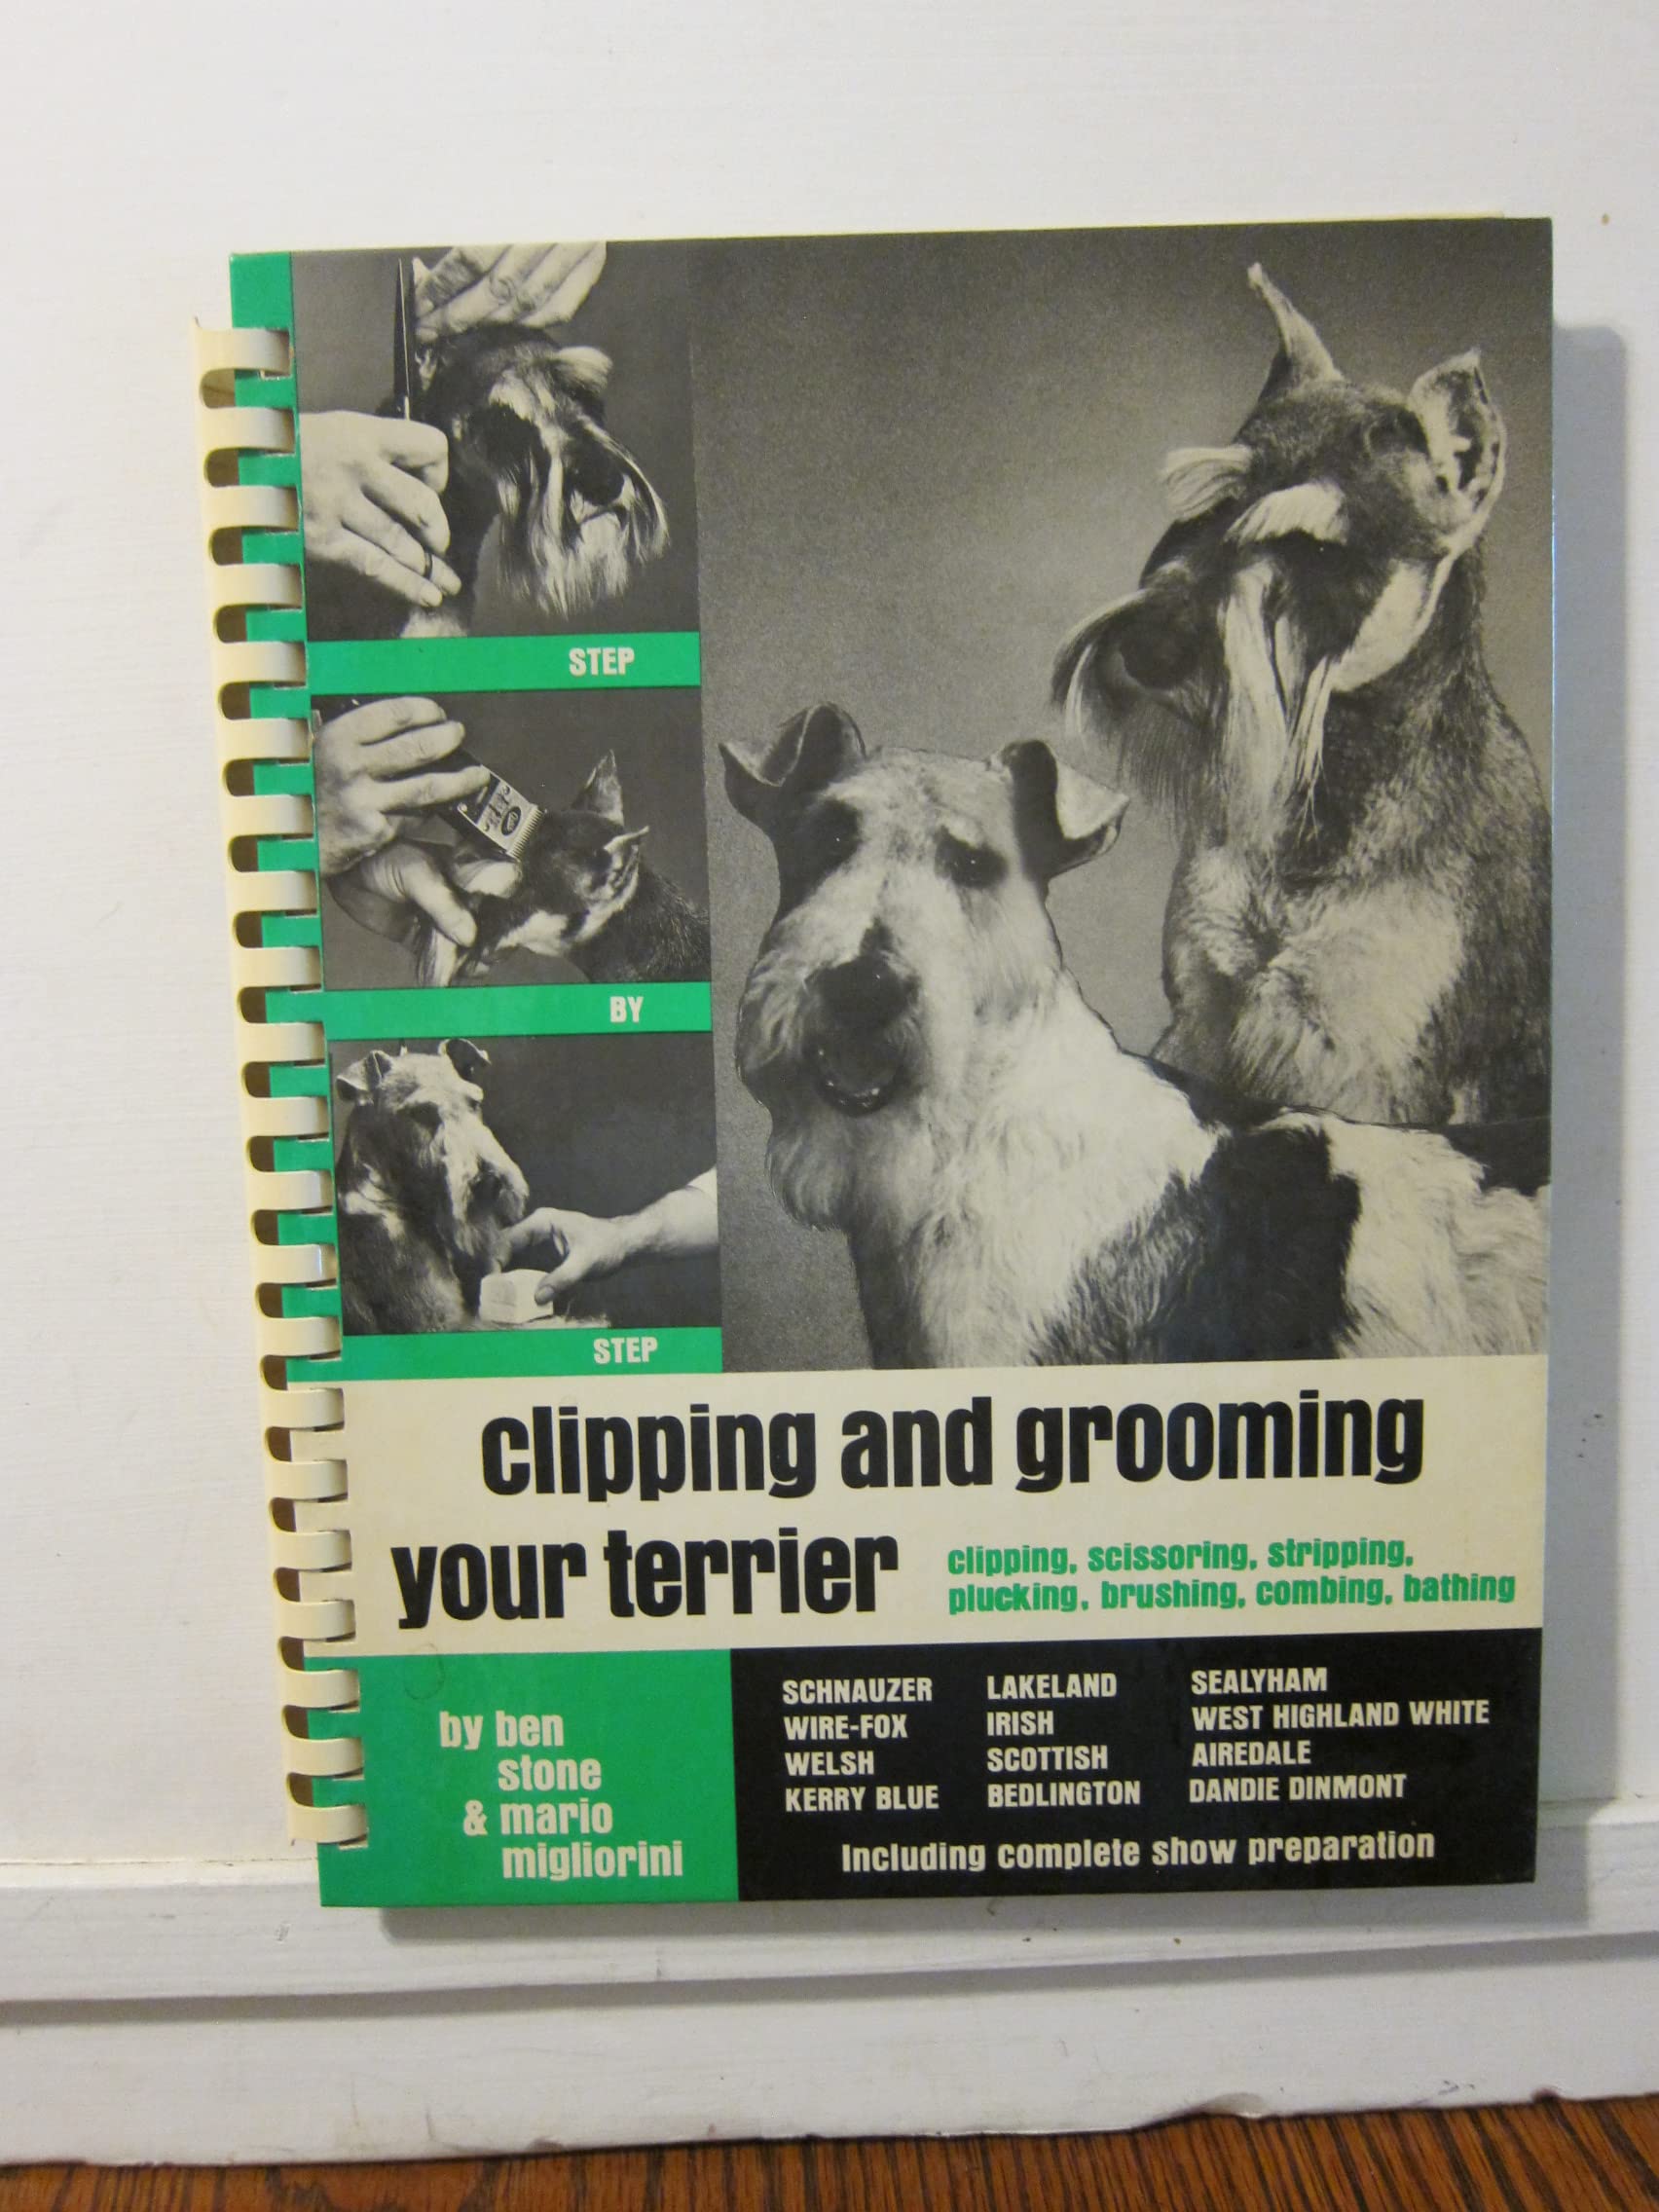 STEP
BY
STEP
clipping and grooming
your terrier
clipping, scissoring, stripping,
plucking, brushing, combing, bathing
by ben
stone
& mario
migliorini
SCHNAUZER
WIRE-FOX
WELSH
KERRY BLUE
LAKELAND
IRISH
SCOTTISH
BEDLINGTON
SEALYHAM
WEST HIGHLAND WHITE
AIREDALE
DANDIE DINMONT
Including complete show preparation